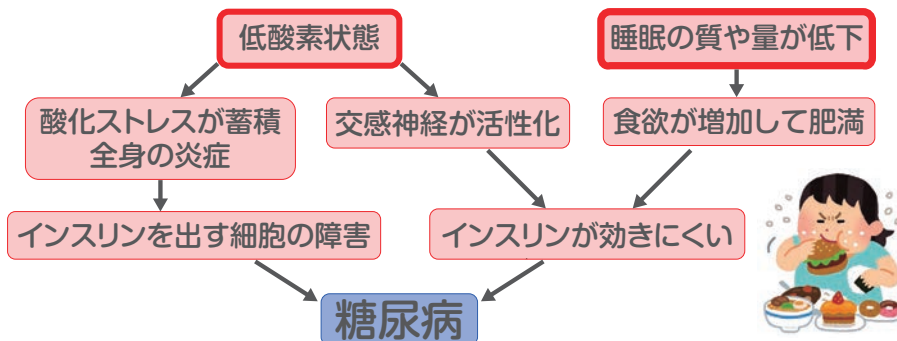 低酸素状態
睡眠の質や量が低下
酸化ストレスが蓄積
全身の炎症
交感神経が活性化
食欲が増加して肥満
インスリンを出す細胞の障害
インスリンが効きにくい
糖尿病